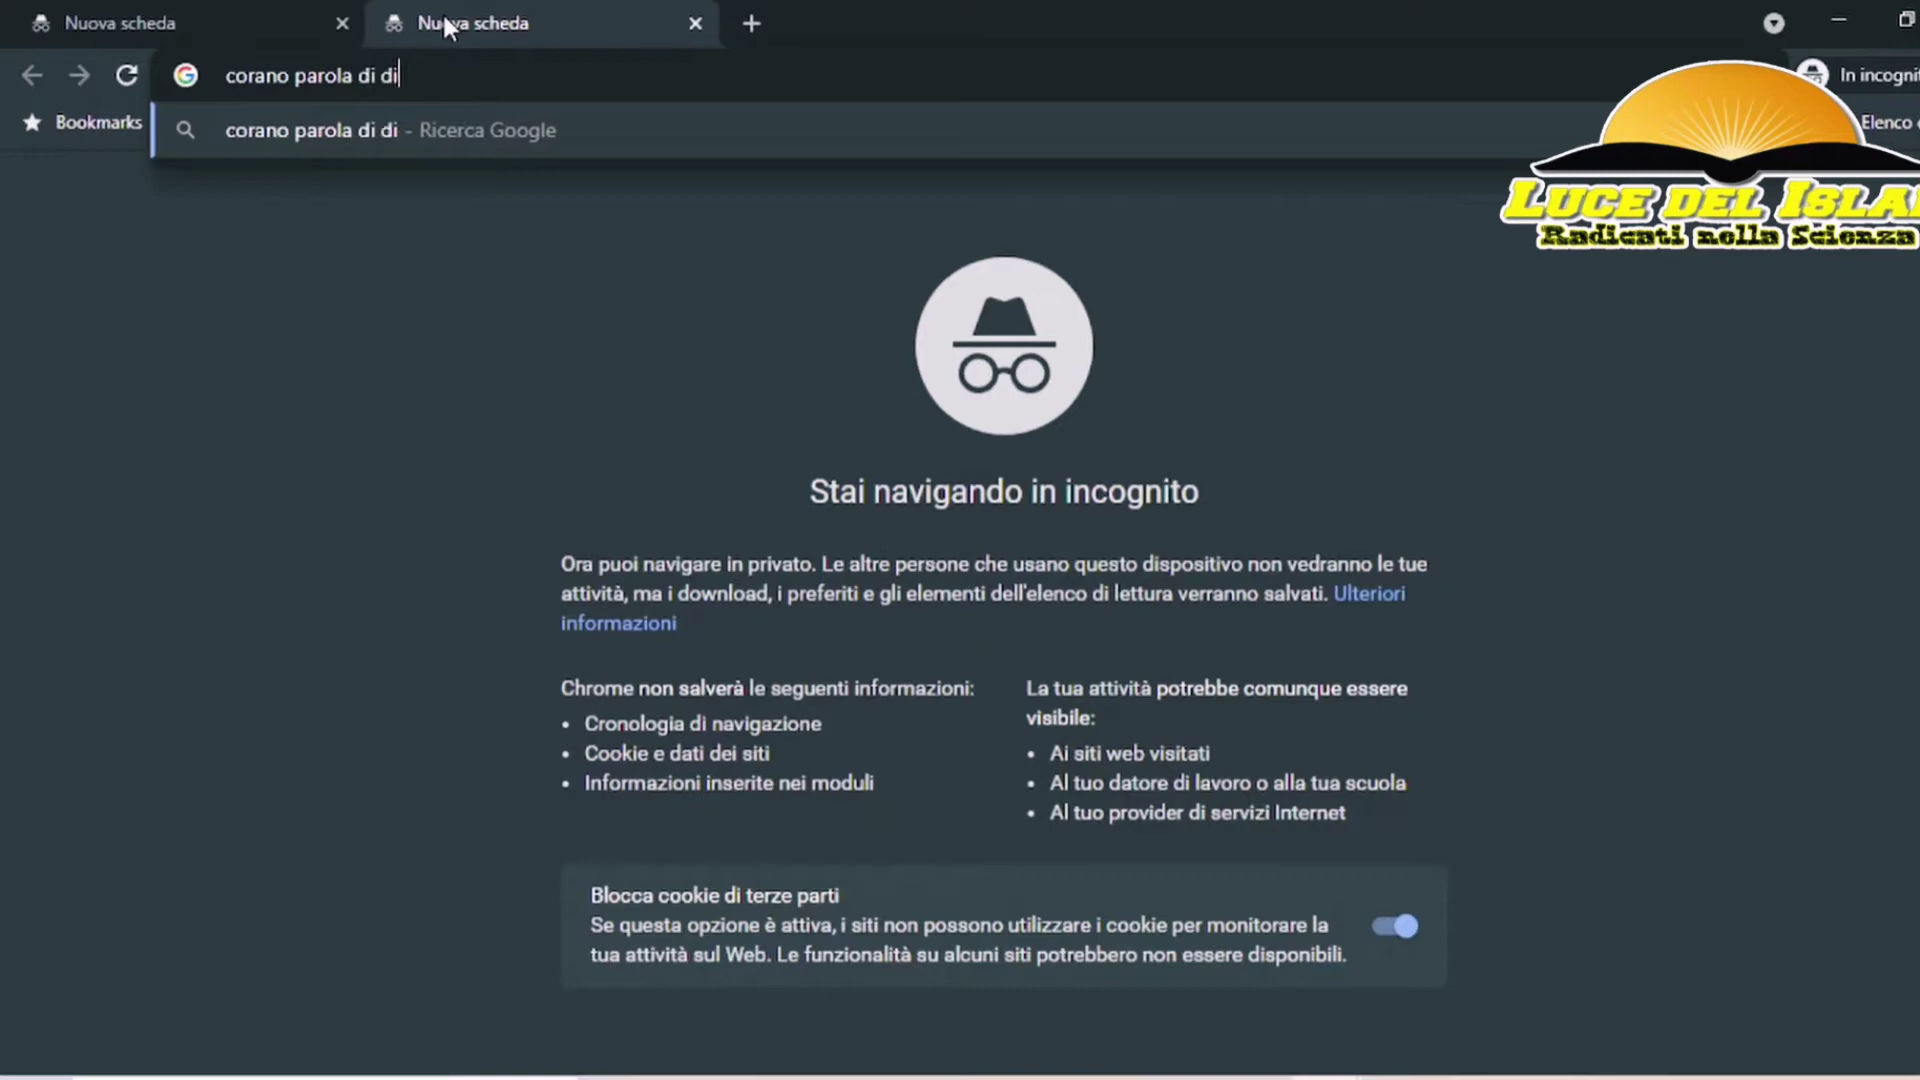 Nuova scheda
Nuova scheda
corano parola di di
In incognit
Bookmarks
corano parola di di - Ricerca Google
Elenco
LUCE DEL ISLA
Radicati nella Scienza
Stai navigando in incognito
Ora puoi navigare in privato. Le altre persone che usano questo dispositivo non vedranno le tue
attività, ma i download, i preferiti e gli elementi dell'elenco di lettura verranno salvati. Ulteriori
informazioni
Chrome non salverà le seguenti informazioni:
• Cronologia di navigazione
• Cookie e dati dei siti
• Informazioni inserite nei moduli
La tua attività potrebbe comunque essere
visibile:
• Ai siti web visitati
• Al tuo datore di lavoro o alla tua scuola
• Al tuo provider di servizi Internet
Blocca cookie di terze parti
Se questa opzione è attiva, i siti non possono utilizzare i cookie per monitorare la
tua attività sul Web. Le funzionalità su alcuni siti potrebbero non essere disponibili.